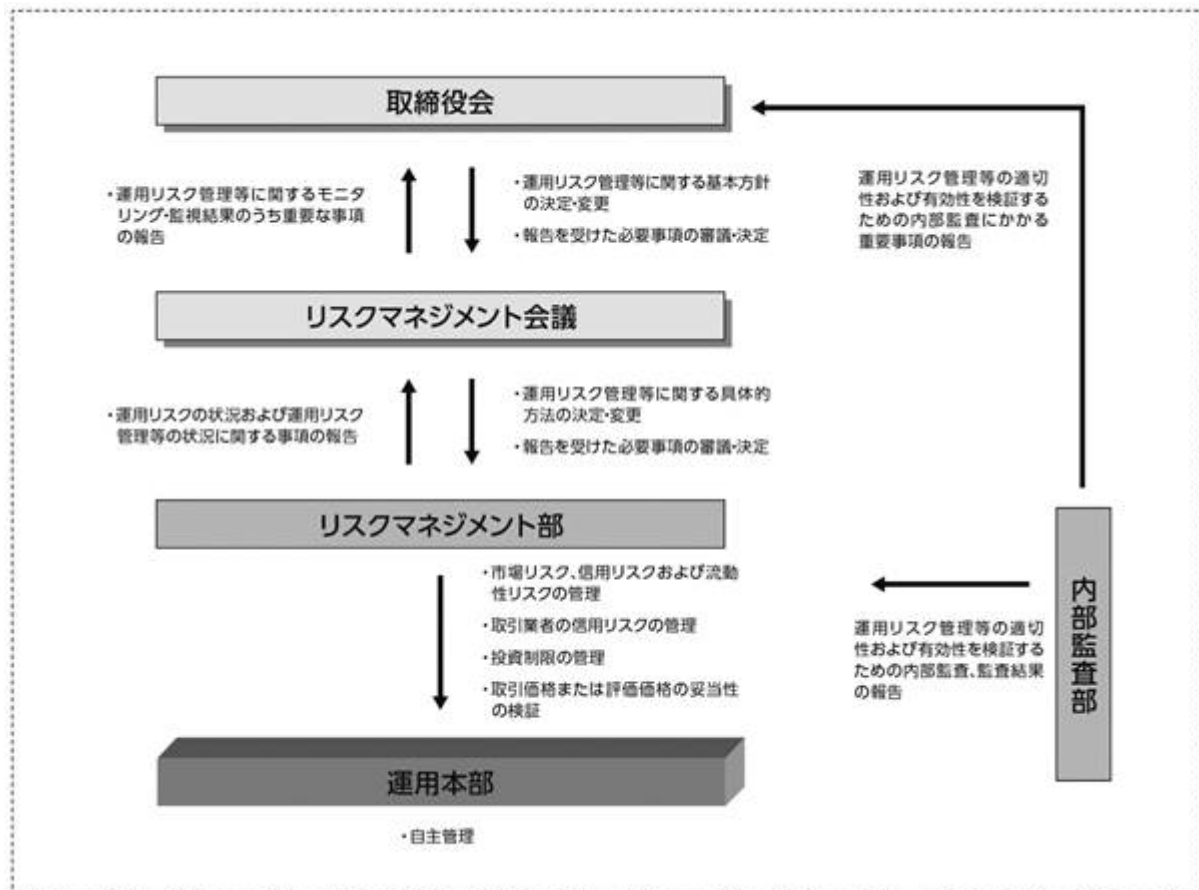 取締役会
・運用リスク管理等に関するモニタ
リング・監視結果のうち重要な事項
の報告
・運用リスク管理等に関する基本方針
の決定・変更
・報告を受けた必要事項の審議・決定
運用リスク管理等の適切
性および有効性を検証す
るための内部監査にかかる
重要事項の報告
リスクマネジメント会議
・運用リスクの状況および運用リスク
管理等の状況に関する事項の報告
・運用リスク管理等に関する具体的
方法の決定・変更
・報告を受けた必要事項の審議・決定
リスクマネジメント部
・市場リスク、信用リスクおよび流動
性リスクの管理
・取引業者の信用リスクの管理
・投資制限の管理
・取引価格または評価価格の妥当性
の検証
運用リスク管理等の適切
性および有効性を検証する
ための内部監査、監査結果
の報告
内部監査部
運用本部
・自主管理